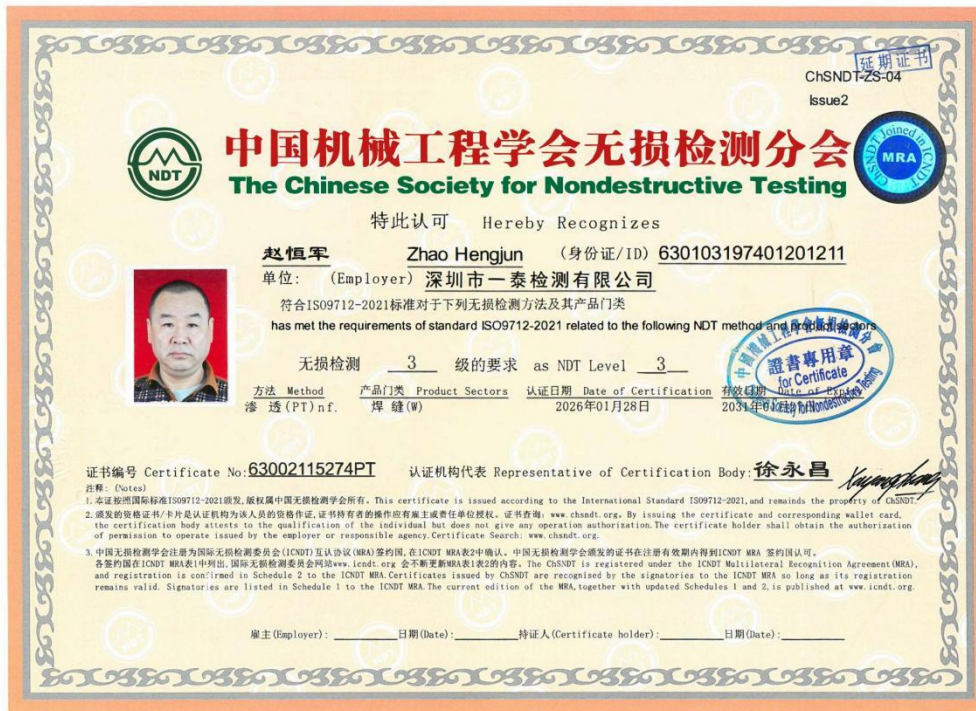 延期证书
ChSNDT-ZS-04
Issue2
NDT
中国机械工程学会无损检测分会
The Chinese Society for Nondestructive Testing
ChSNDT Joined in ICNDT
MRA
特此认可 Hereby Recognizes
赵恒军 Zhao Hengjun (身份证/ID) 630103197401201211
单位: (Employer) 深圳市一泰检测有限公司
符合ISO9712-2021标准对于下列无损检测方法及其产品门类
has met the requirements of standard ISO9712-2021 related to the following NDT method and product sectors
无损检测 3 级的要求 as NDT Level 3
方法 Method 产品门类 Product Sectors 认证日期 Date of Certification 有效日期 Date of
渗 透(PT)nf. 焊 缝(W) 2026年01月28日 2031年
證書專用章
for Certificate
证书编号 Certificate No:63002115274PT 认证机构代表 Representative of Certification Body:徐永昌
注释: (Notes)
1. 本证按照国际标准ISO9712-2021颁发, 版权属中国无损检测学会所有。This certificate is issued according to the International Standard ISO9712-2021, and remainds the property of ChSNDT.
2. 颁发的资格证书/卡片是认证机构为该人员的资格作证, 证书持有者的操作应有雇主或责任单位授权。证书查询: www.chsndt.org。By issuing the certificate and corresponding wallet card,
the certification body attests to the qualification of the individual but does not give any operation authorization.The certificate holder shall obtain the authorization
of permission to operate issued by the employer or responsible agency.Certificate Search: www.chsndt.org.
3. 中国无损检测学会注册为国际无损检测委员会(ICNDT)互认协议(MRA)签约国, 在ICNDT MRA表2中确认。中国无损检测学会颁发的证书在注册有效期内得到ICNDT MRA 签约国认可。
各签约国在ICNDT MRA表1中列出, 国际无损检测委员会网站www.icndt.org 会不断更新MRA表1表2的内容。The ChSNDT is registered under the ICNDT Multilateral Recognition Agreement(MRA),
and registration is confirmed in Schedule 2 to the ICNDT MRA.Certificates issued by ChSNDT are recognised by the signatories to the ICNDT MRA so long as its registration
remains valid. Signatories are listed in Schedule 1 to the ICNDT MRA.The current edition of the MRA,together with updated Schedules 1 and 2,is published at www.icndt.org.
雇主(Employer): 日期(Date): 持证人(Certificate holder): 日期(Date):